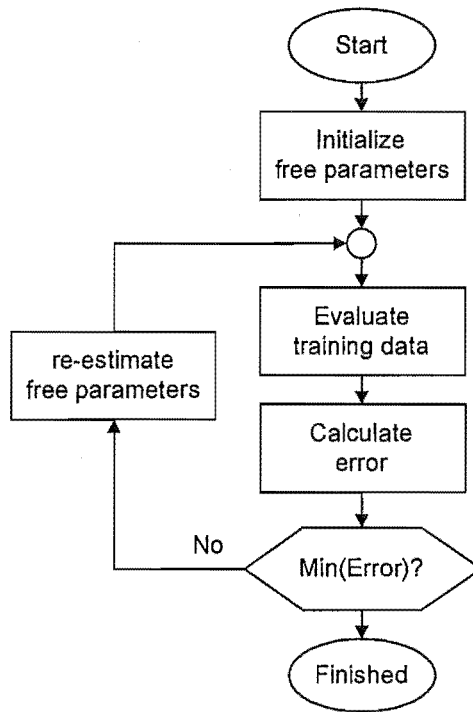 Start
Initialize
free parameters
Evaluate
training data
re-estimate
free parameters
Calculate
error
No
Min(Error)?
Finished